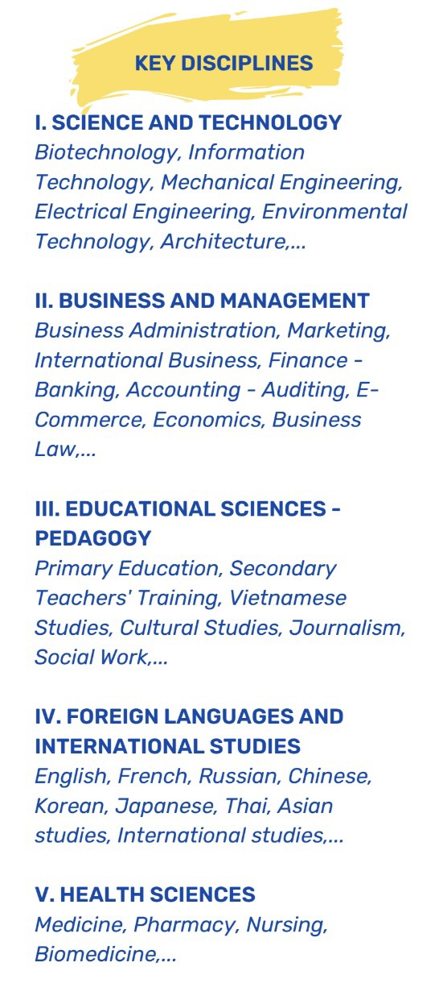 KEY DISCIPLINES
I. SCIENCE AND TECHNOLOGY
Biotechnology, Information
Technology, Mechanical Engineering,
Electrical Engineering, Environmental
Technology, Architecture,...
II. BUSINESS AND MANAGEMENT
Business Administration, Marketing,
International Business, Finance -
Banking, Accounting - Auditing, E-
Commerce, Economics, Business
Law,...
III. EDUCATIONAL SCIENCES -
PEDAGOGY
Primary Education, Secondary
Teachers' Training, Vietnamese
Studies, Cultural Studies, Journalism,
Social Work,...
IV. FOREIGN LANGUAGES AND
INTERNATIONAL STUDIES
English, French, Russian, Chinese,
Korean, Japanese, Thai, Asian
studies, International studies,...
V. HEALTH SCIENCES
Medicine, Pharmacy, Nursing,
Biomedicine,...